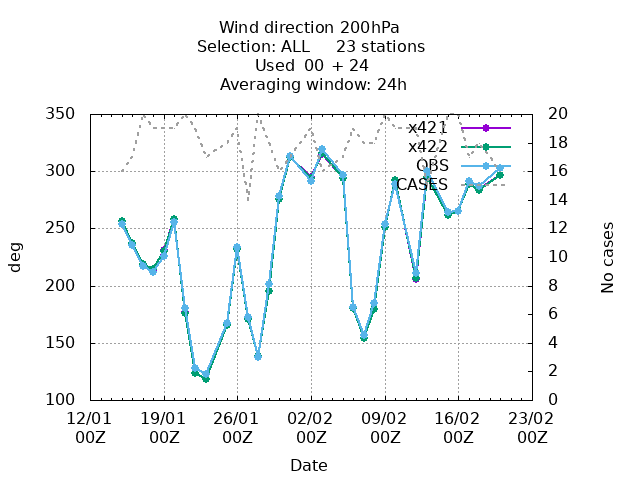 Wind direction 200hPa
Selection: ALL 23 stations
Used 00 + 24
Averaging window: 24h
350
300
250
200
150
100
deg
20
18
16
14
12
10
8
6
4
2
0
No cases
x421
x422
OBS
CASES
12/01 19/01 26/01 02/02 09/02 16/02 23/02
00Z 00Z 00Z 00Z 00Z 00Z 00Z
Date